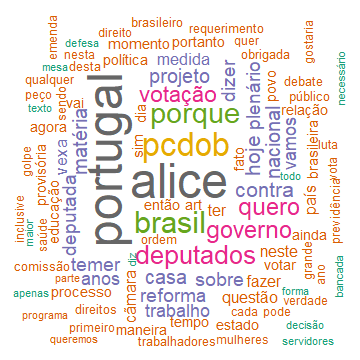 emenda
direito
brasileiro
requerimento
defesa
nesta
momento
portanto
quer
obrigada
gostaria
necessário
mesa
desta
política
medida
dizer
povo
debate
qualquer
projeto
público
peço
vai
votação
relação
texto
sendo
dia
porque
hoje
plenário
nacional
vamos
agora
matéria
portugal
sim
pcdob
fato
brasileira
luta
golpe
provisória
vexa
deputada
alice
contra
país
todo
vota
previdência
inclusive
maior
saúde
educação
então
art
ter
quero
brasil
governo
ordem
deputados
ainda
temer
diz
neste
grande
ano
bancada
comissão
anos
parte
casa
sobre
votar
apenas
processo
câmara
reforma
questão
fazer
forma
verdade
direitos
trabalho
estado
cada
pode
decisão
programa
primeiro
maneira
tempo
servidores
queremos
trabalhadores
mulheres